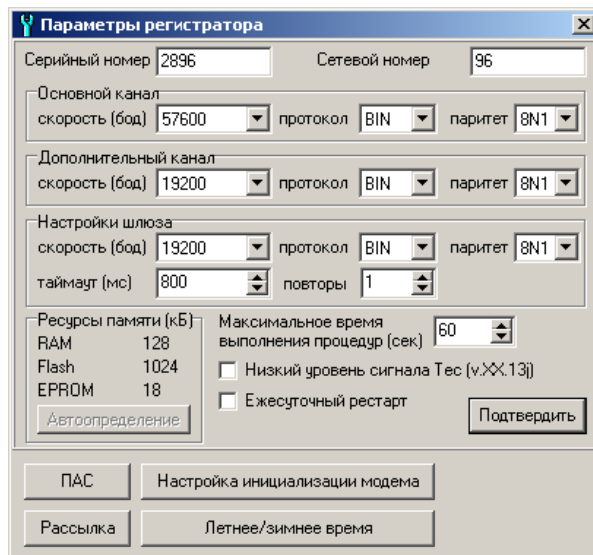 Параметры регистратора
Серийный номер 2896 Сетевой номер 96
Основной канал
скорость (бод) 57600 протокол BIN паритет 8N1
Дополнительный канал
скорость (бод) 19200 протокол BIN паритет 8N1
Настройки шлюза
скорость (бод) 19200 протокол BIN паритет 8N1
таймаут (мс) 800 повторы 1
Ресурсы памяти (кБ)
RAM 128
Flash 1024
EPROM 18
Автоопределение
Максимальное время
выполнения процедур (сек) 60
Низкий уровень сигнала Тес (v.XX.13j)
Ежесуточный рестарт
Подтвердить
ПАС Настройка инициализации модема
Рассылка Летнее/зимнее время